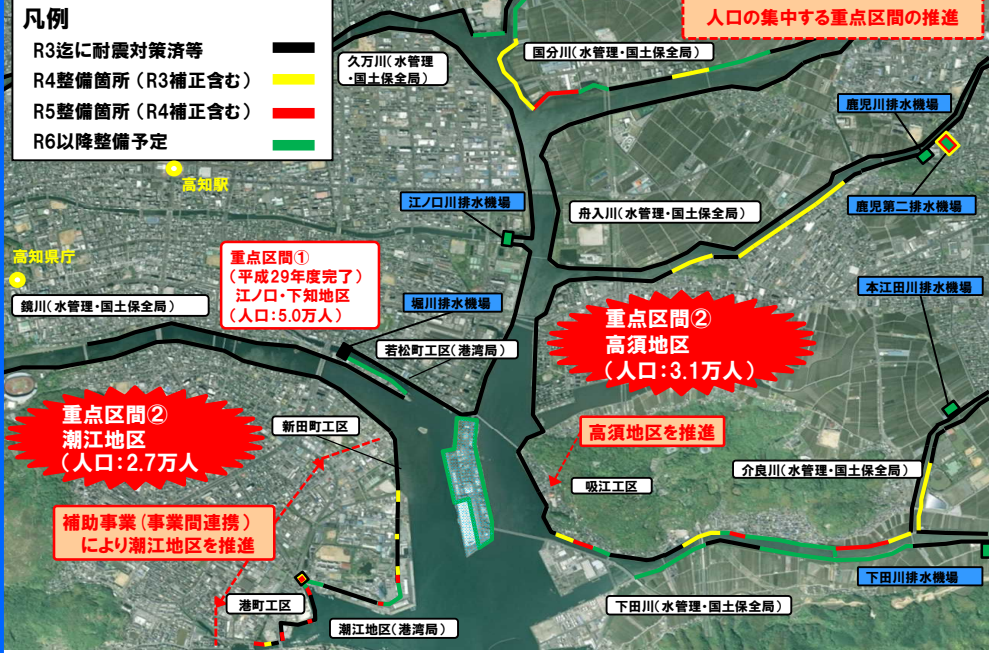 凡例
R3迄に耐震対策済等
R4整備箇所（R3補正含む）
R5整備箇所（R4補正含む）
R6以降整備予定
人口の集中する重点区間の推進
久万川（水管理
・国土保全局）
国分川（水管理・国土保全局）
鹿児川排水機場
高知駅
江ノ口川排水機場
舟入川（水管理・国土保全局）
鹿児第二排水機場
高知県庁
重点区間①
（平成29年度完了）
江ノ口・下知地区
（人口：5.0万人）
鏡川（水管理・国土保全局）
堀川排水機場
本江田川排水機場
若松町工区（港湾局）
重点区間②
高須地区
（人口：3.1万人）
重点区間②
潮江地区
（人口：2.7万人
新田町工区
高須地区を推進
吸江工区
介良川（水管理・国土保全局）
補助事業（事業間連携）
により潮江地区を推進
下田川排水機場
港町工区
下田川（水管理・国土保全局）
潮江地区（港湾局）